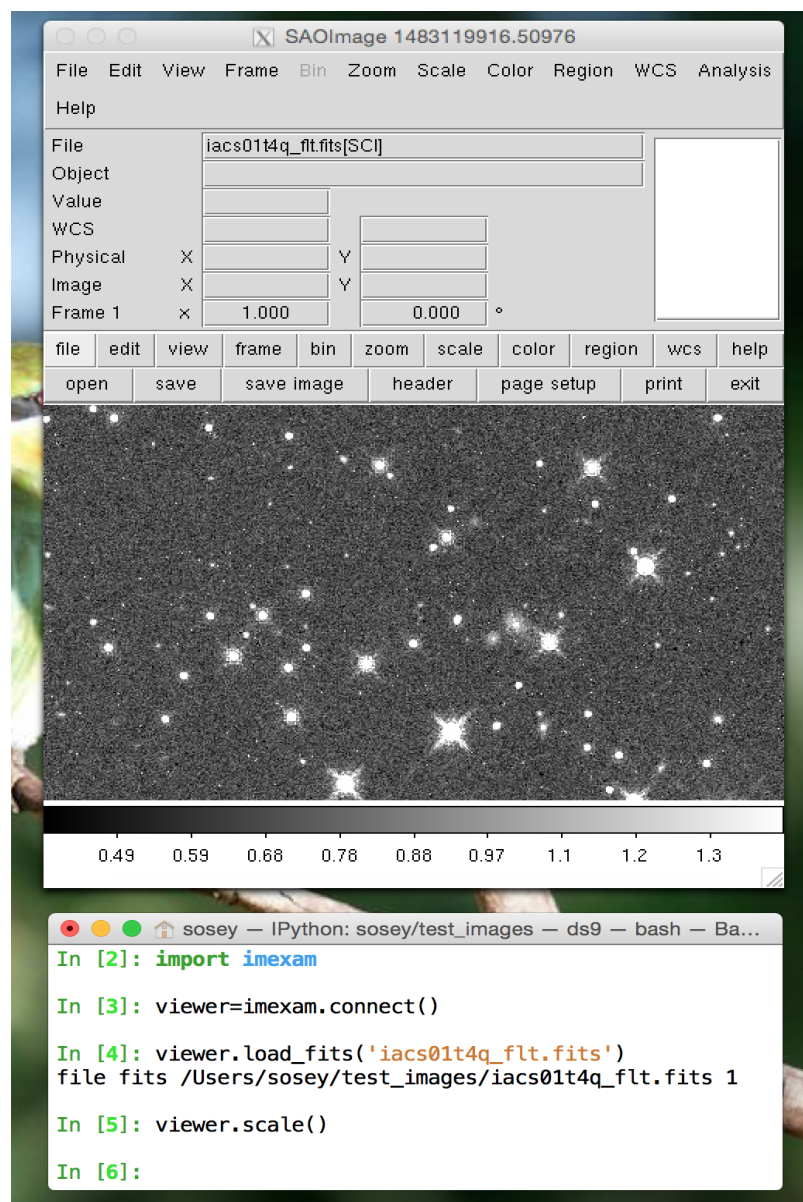 SAOImage 1483119916.50976
File Edit View Frame Bin Zoom Scale Color Region WCS Analysis
Help
File iacs01t4q_flt.fits[SCI]
Object
Value
WCS
Physical X Y
Image X Y
Frame 1 x 1.000 0.000 °
file edit view frame bin zoom scale color region wcs help
open save save image header page setup print exit
0.49 0.59 0.68 0.78 0.88 0.97 1.1 1.2 1.3
sosey — IPython: sosey/test_images — ds9 — bash — Ba…
In [2]: import imexam
In [3]: viewer=imexam.connect()
In [4]: viewer.load_fits('iacs01t4q_flt.fits')
file fits /Users/sosey/test_images/iacs01t4q_flt.fits 1
In [5]: viewer.scale()
In [6]: